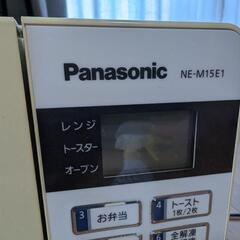 Panasonic NE-M15E1
レンジ
トースター
オーブン
3 お弁当
4 トースト
1枚/2枚
6 全解凍